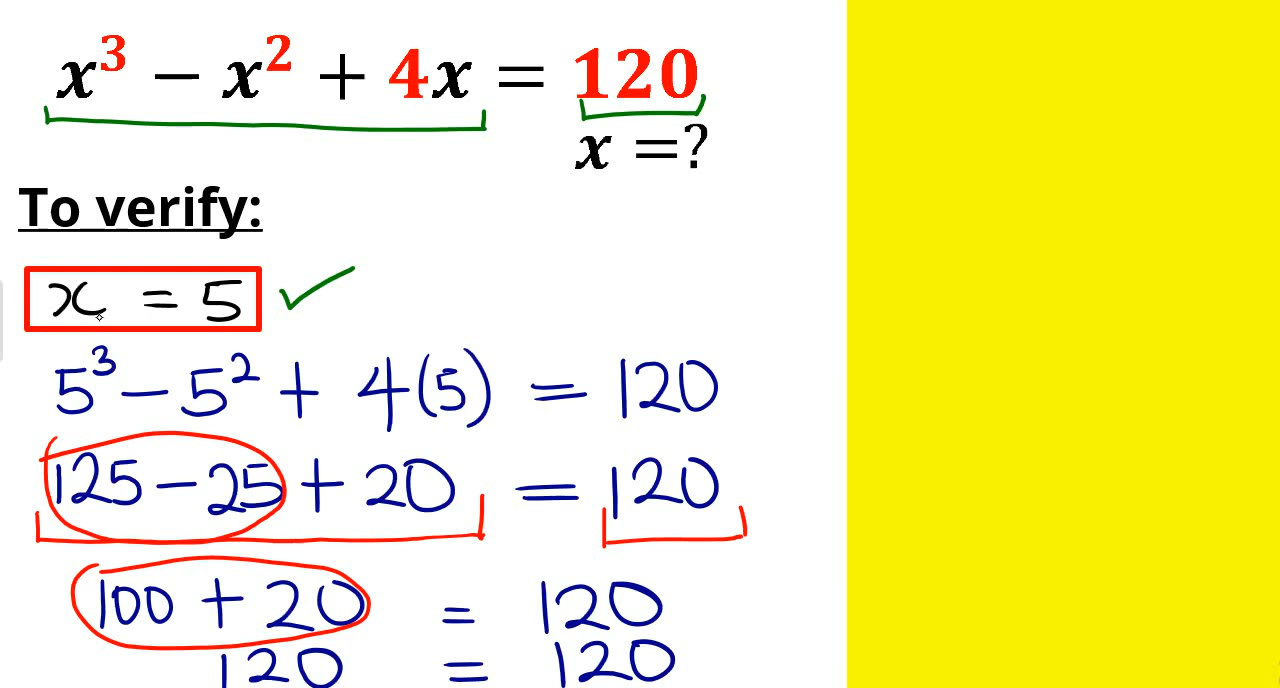 x³ − x² + 4x = 120
x =?
To verify:
x = 5 ✓
5³ − 5² + 4(5) = 120
125 − 25 + 20 = 120
100 + 20 = 120
120 = 120